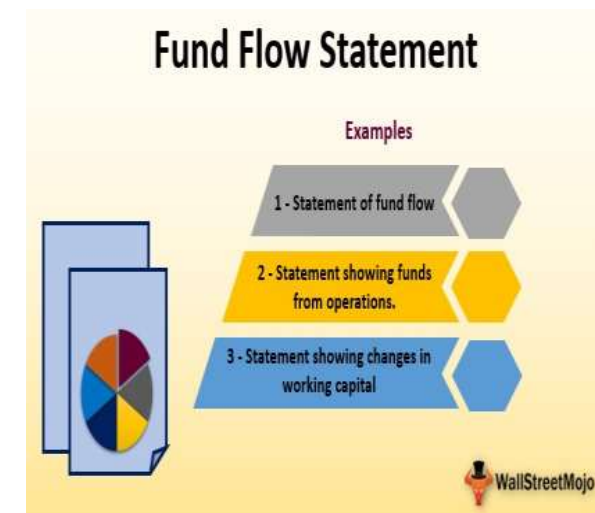 Fund Flow Statement
Examples
1 - Statement of fund flow
2 - Statement showing funds
from operations.
3 - Statement showing changes in
working capital
WallStreetMojo